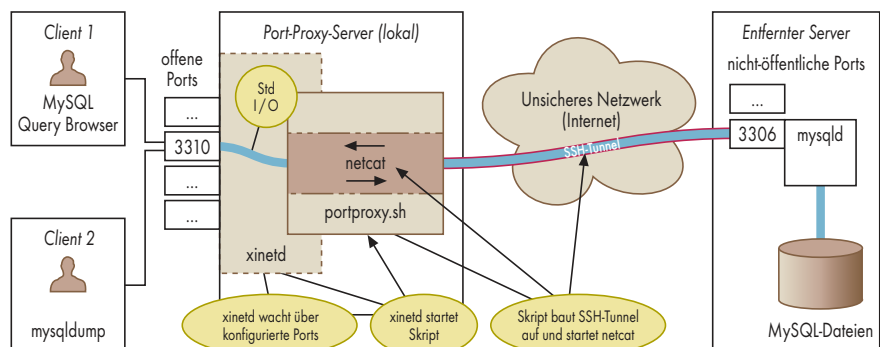 Client 1
MySQL
Query Browser
Client 2
mysqldump
offene
Ports
...
3310
...
...
Port-Proxy-Server (lokal)
Std
I/O
netcat
portproxy.sh
xinetd
xinetd wacht über
konfigurierte Ports
xinetd startet
Skript
Skript baut SSH-Tunnel
auf und startet netcat
Unsicheres Netzwerk
(Internet)
SSH-Tunnel
Entfernter Server
nicht-öffentliche Ports
...
3306
mysqld
MySQL-Dateien